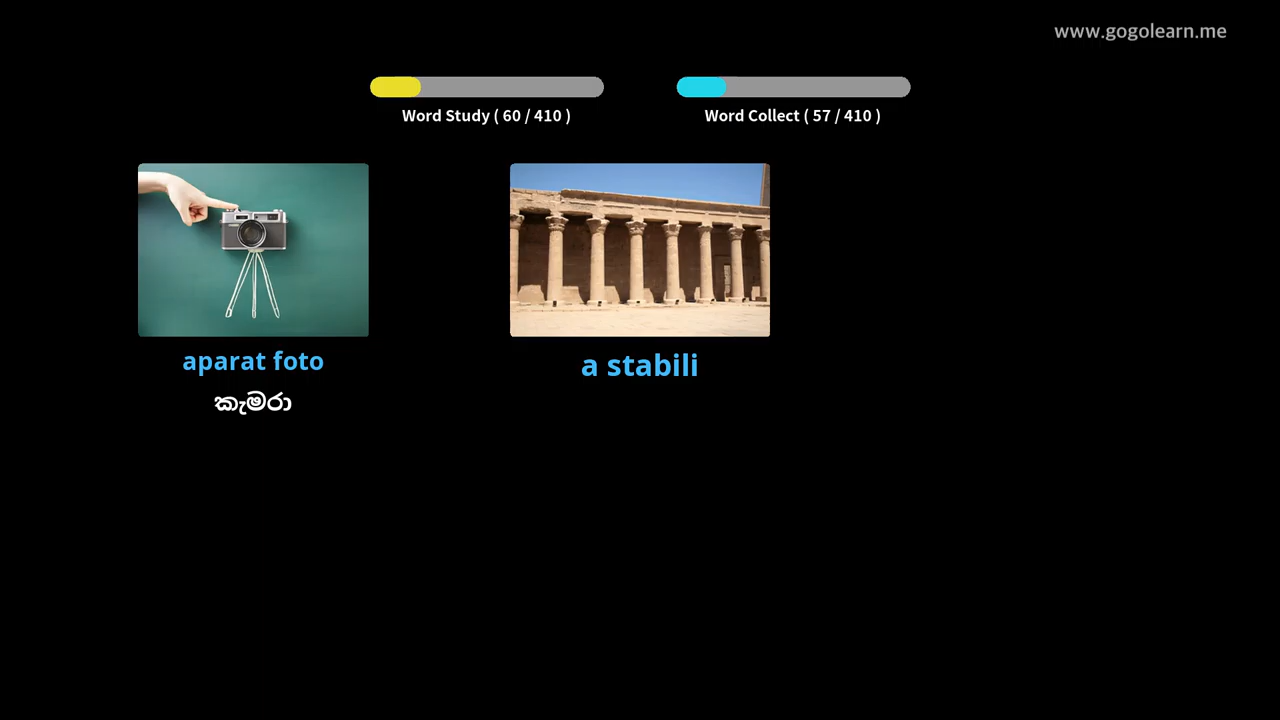 www.gogolearn.me
Word Study ( 60 / 410 )
Word Collect ( 57 / 410 )
aparat foto
කැමරා
a stabili